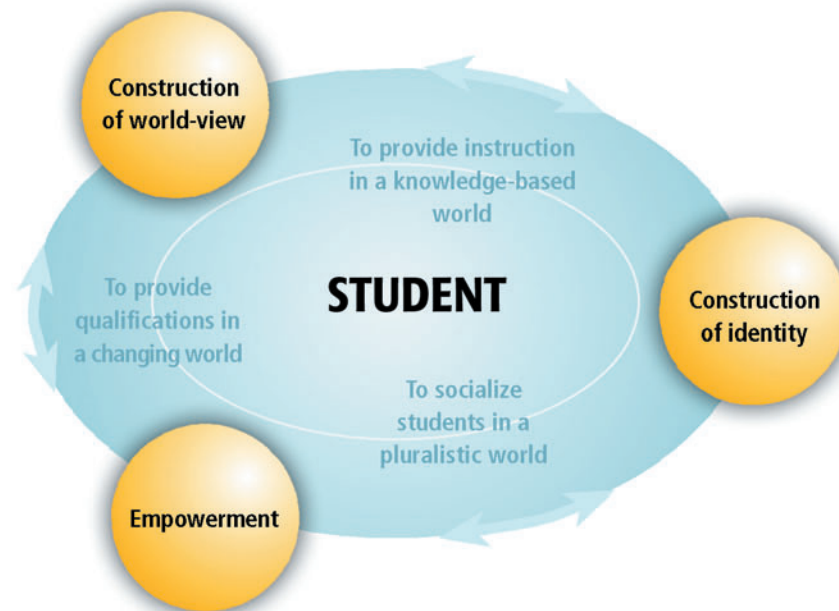 Construction
of world-view
To provide instruction
in a knowledge-based
world
STUDENT
To provide
qualifications in
a changing world
Construction
of identity
To socialize
students in a
pluralistic world
Empowerment